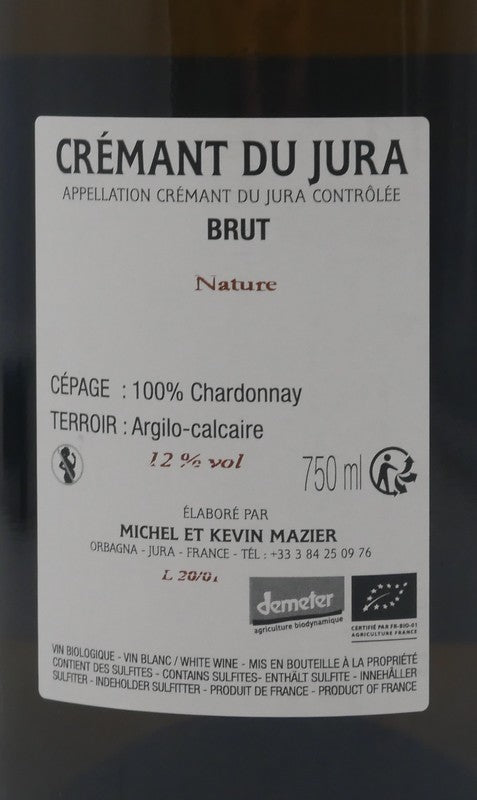 CRÉMANT DU JURA
APPELLATION CRÉMANT DU JURA CONTRÔLÉE
BRUT
Nature
CÉPAGE : 100% Chardonnay
TERROIR : Argilo-calcaire
12 % vol
750 ml
ÉLABORÉ PAR
MICHEL ET KEVIN MAZIER
ORBAGNA - JURA - FRANCE - TÉL : +33 3 84 25 09 76
L 20/01
demeter
agriculture biodynamique
CERTIFIÉ PAR FR-BIO-01
AGRICULTURE FRANCE
VIN BIOLOGIQUE - VIN BLANC / WHITE WINE - MIS EN BOUTEILLE À LA PROPRIÉTÉ
CONTIENT DES SULFITES - CONTAINS SULFITES- ENTHÄLT SULFITE - INNEHÅLLER
SULFITER - INDEHOLDER SULFITTER - PRODUIT DE FRANCE - PRODUCT OF FRANCE